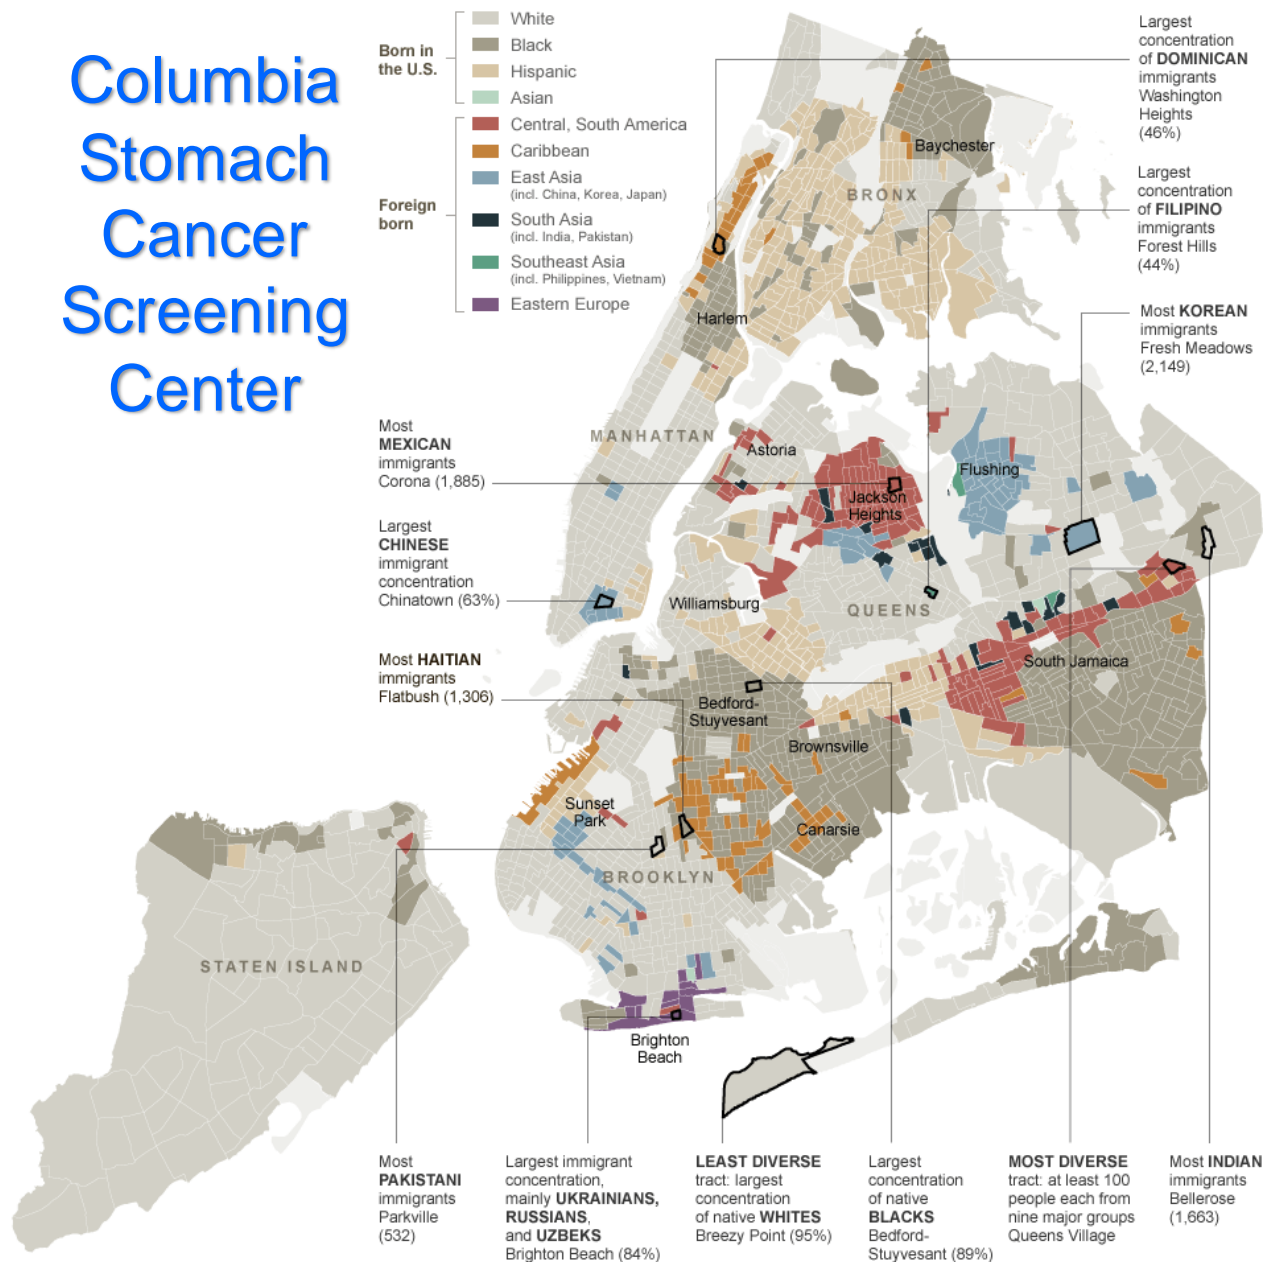 Columbia
Stomach
Cancer
Screening
Center
Born in
the U.S.
White
Black
Hispanic
Asian
Foreign
born
Central, South America
Caribbean
East Asia
(incl. China, Korea, Japan)
South Asia
(incl. India, Pakistan)
Southeast Asia
(incl. Philippines, Vietnam)
Eastern Europe
Largest
concentration
of DOMINICAN
immigrants
Washington
Heights
(46%)
Largest
concentration
of FILIPINO
immigrants
Forest Hills
(44%)
Most KOREAN
immigrants
Fresh Meadows
(2,149)
Most
MEXICAN
immigrants
Corona (1,885)
Largest
CHINESE
immigrant
concentration
Chinatown (63%)
Most HAITIAN
immigrants
Flatbush (1,306)
Baychester
BRONX
Harlem
MANHATTAN
Astoria
Jackson
Heights
Flushing
Williamsburg
QUEENS
South Jamaica
Bedford-
Stuyvesant
Brownsville
Sunset
Park
Canarsie
BROOKLYN
STATEN ISLAND
Brighton
Beach
Most
PAKISTANI
immigrants
Parkville
(532)
Largest immigrant
concentration,
mainly UKRAINIANS,
RUSSIANS,
and UZBEKS
Brighton Beach (84%)
LEAST DIVERSE
tract: largest
concentration
of native WHITES
Breezy Point (95%)
Largest
concentration
of native
BLACKS
Bedford-
Stuyvesant (89%)
MOST DIVERSE
tract: at least 100
people each from
nine major groups
Queens Village
Most INDIAN
immigrants
Bellerose
(1,663)